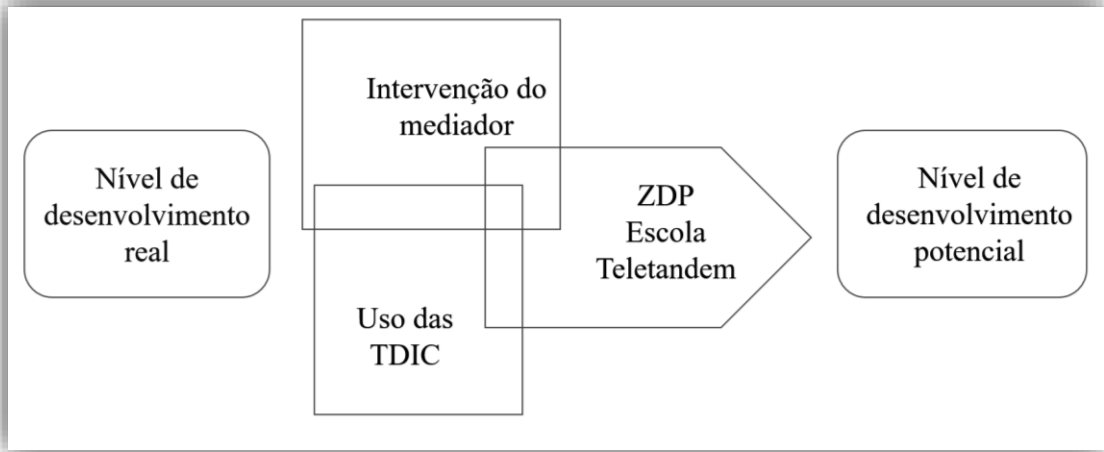 Nível de
desenvolvimento
real
Intervenção do
mediador
Uso das
TDIC
ZDP
Escola
Teletandem
Nível de
desenvolvimento
potencial